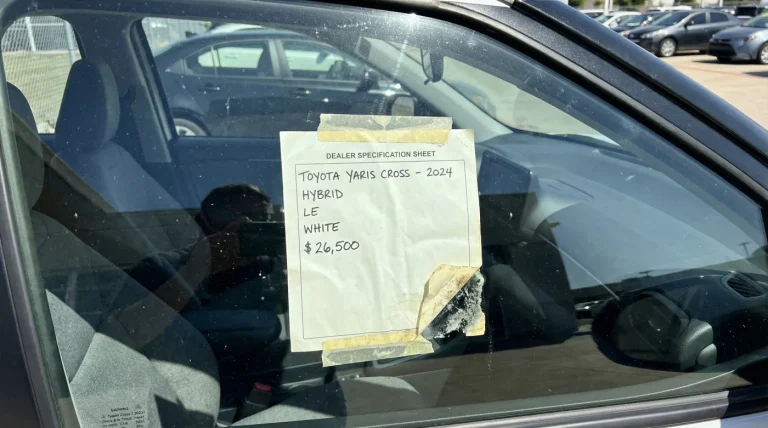 DEALER SPECIFICATION SHEET
TOYOTA YARIS CROSS - 2024
HYBRID
LE
WHITE
$26,500